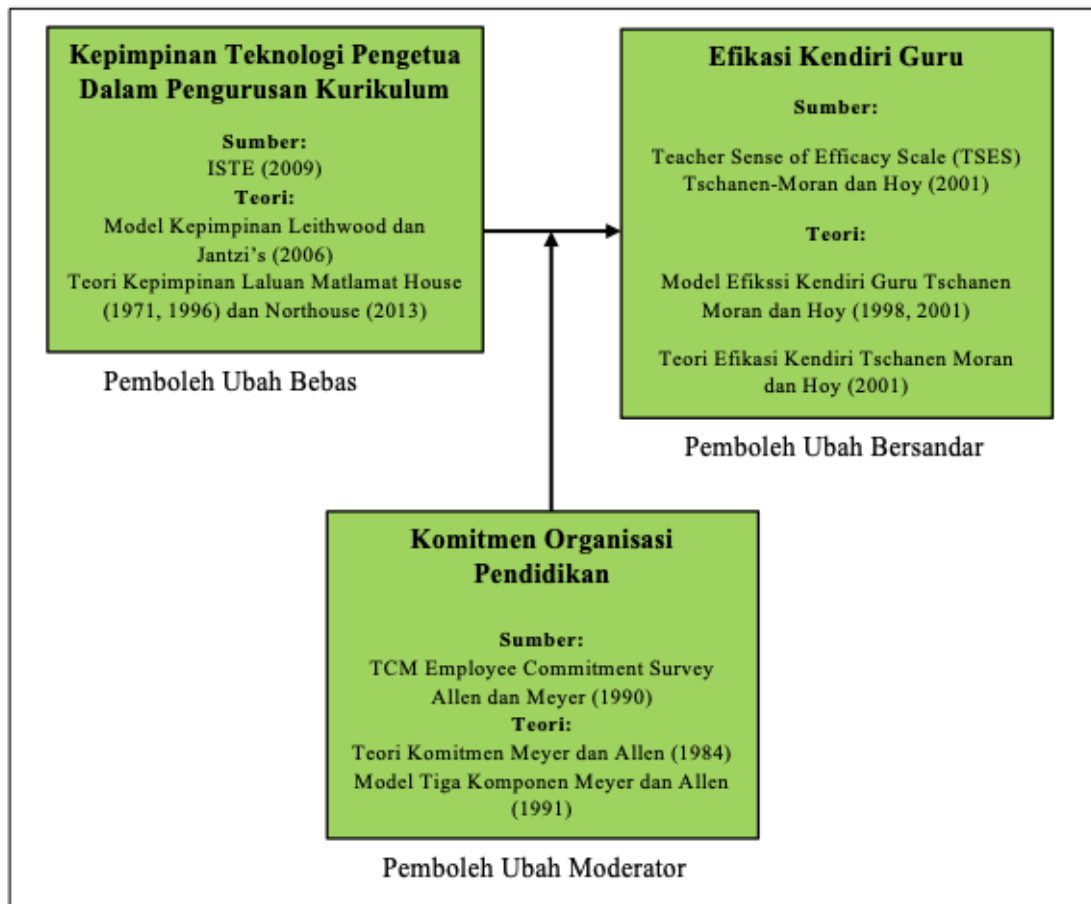 Kepimpinan Teknologi Pengetua
Dalam Pengurusan Kurikulum
Sumber:
ISTE (2009)
Teori:
Model Kepimpinan Leithwood dan
Jantzi's (2006)
Teori Kepimpinan Laluan Matlamat House
(1971, 1996) dan Northouse (2013)
Pemboleh Ubah Bebas
Efikasi Kendiri Guru
Sumber:
Teacher Sense of Efficacy Scale (TSES)
Tschanen-Moran dan Hoy (2001)
Teori:
Model Efikssi Kendiri Guru Tschanen
Moran dan Hoy (1998, 2001)
Teori Efikasi Kendiri Tschanen Moran
dan Hoy (2001)
Pemboleh Ubah Bersandar
Komitmen Organisasi
Pendidikan
Sumber:
TCM Employee Commitment Survey
Allen dan Meyer (1990)
Teori:
Teori Komitmen Meyer dan Allen (1984)
Model Tiga Komponen Meyer dan Allen
(1991)
Pemboleh Ubah Moderator